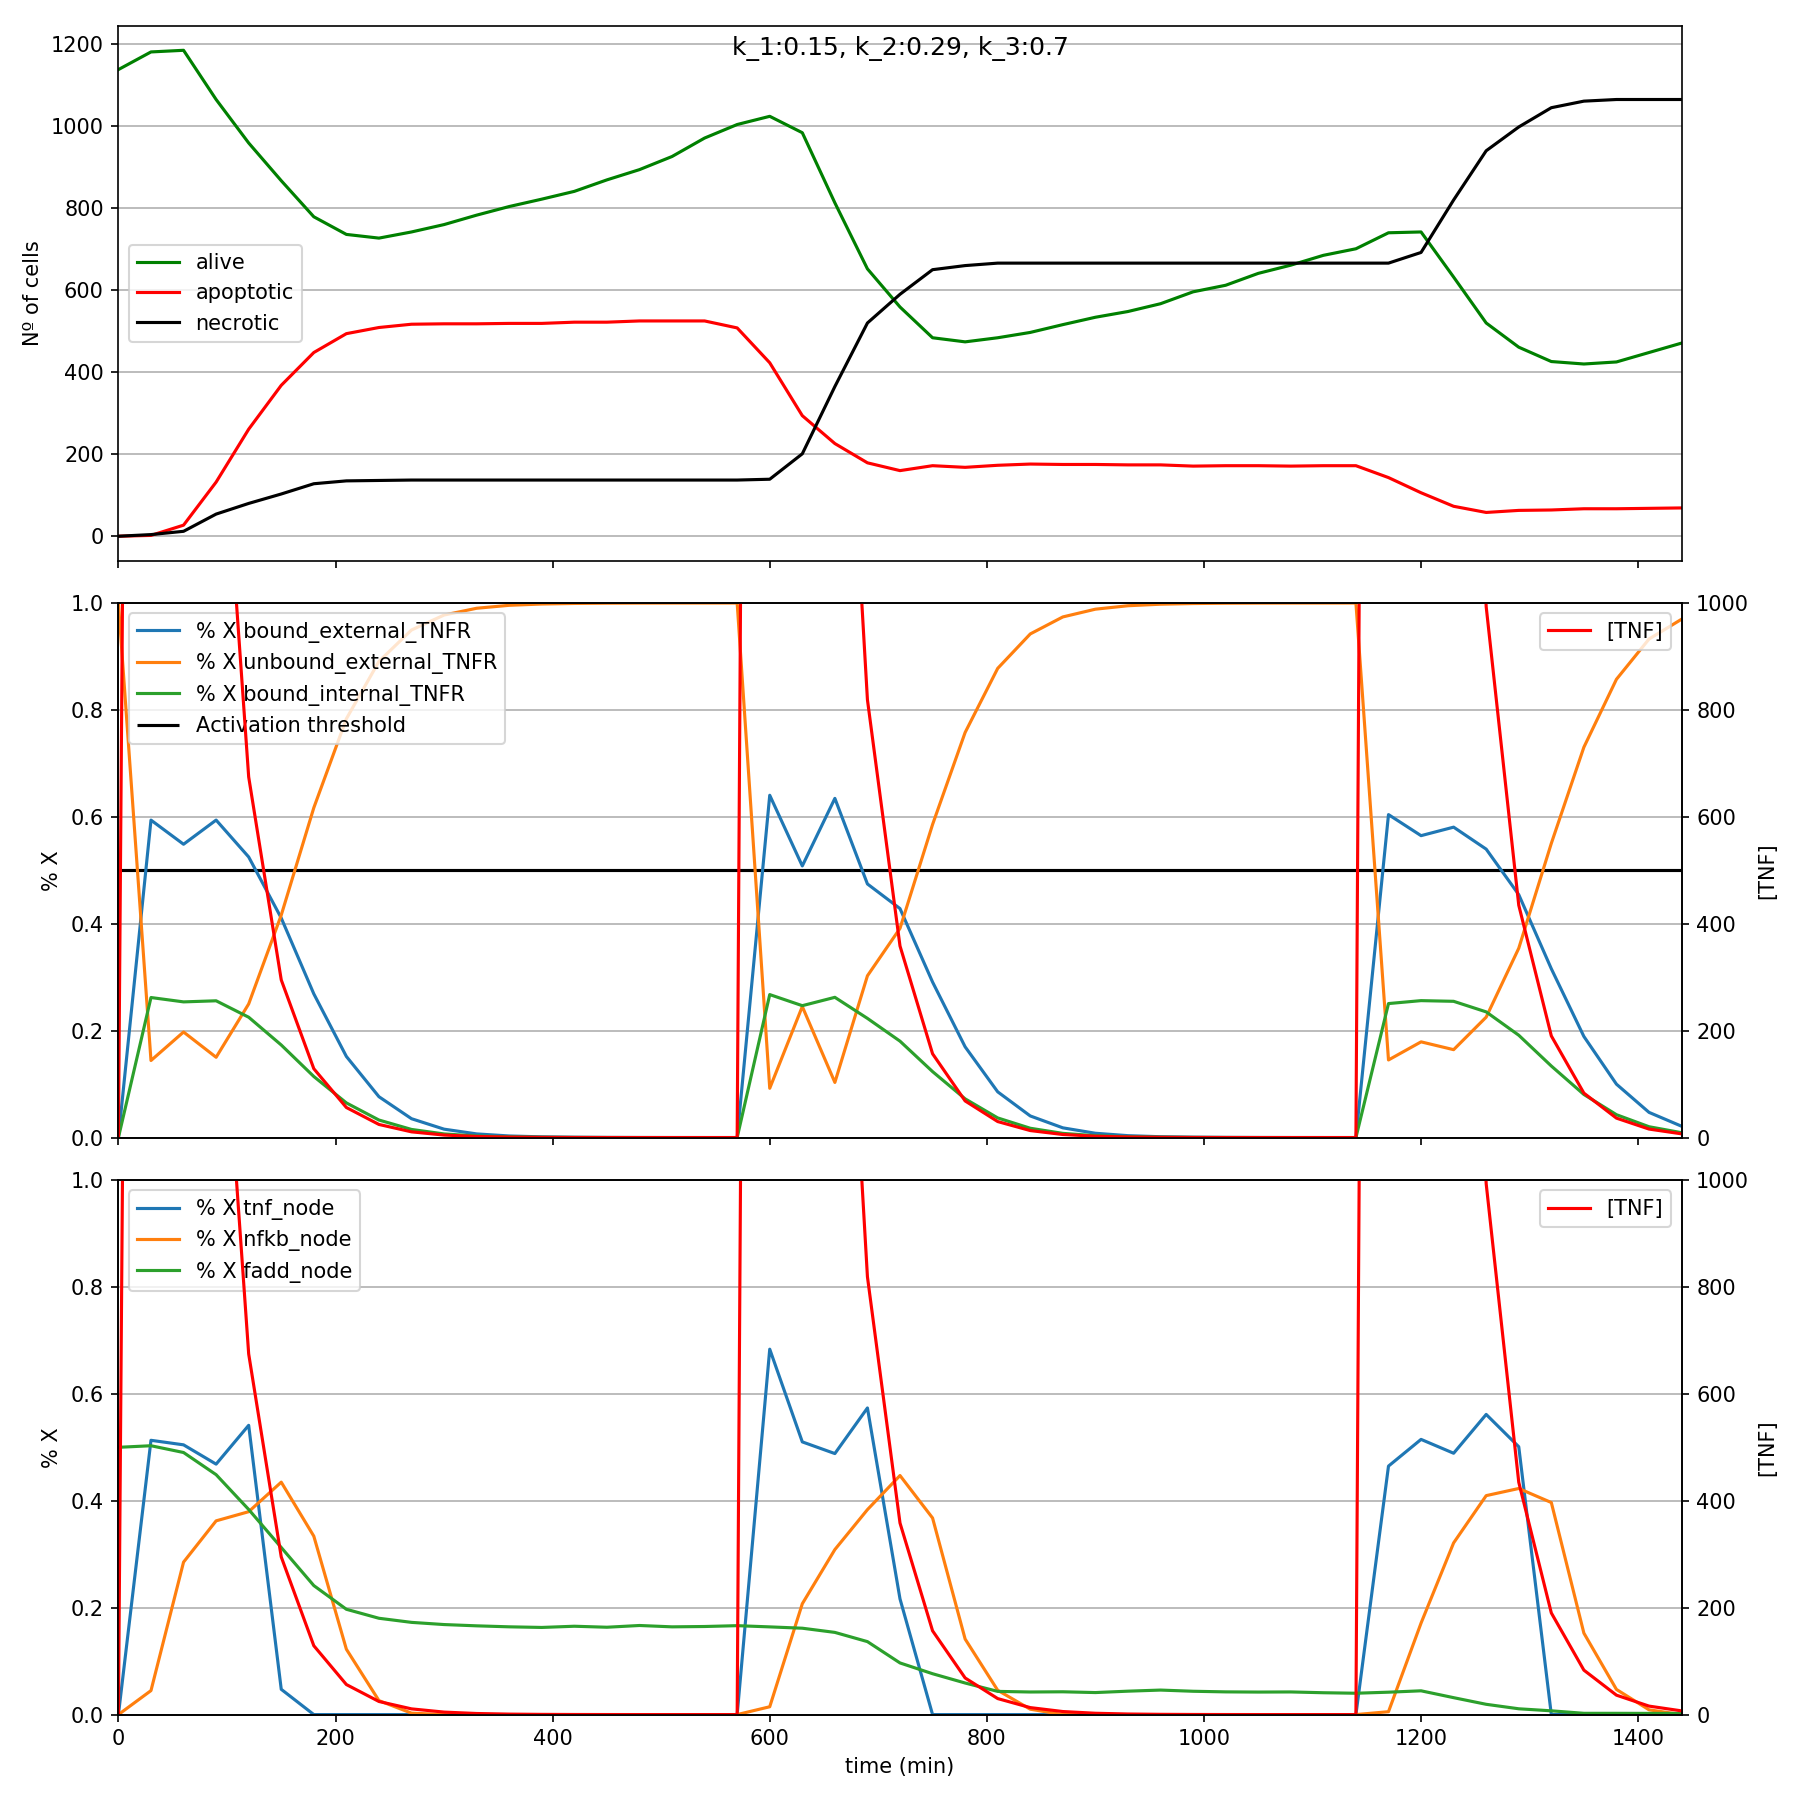 k_1:0.15, k_2:0.29, k_3:0.7
1200
1000
800
600
400
200
0
Nº of cells
alive
apoptotic
necrotic
1.0
0.8
0.6
0.4
0.2
0.0
% X
% X bound_external_TNFR
% X unbound_external_TNFR
% X bound_internal_TNFR
Activation threshold
[TNF]
1000
800
600
400
200
0
[TNF]
1.0
0.8
0.6
0.4
0.2
0.0
% X
% X tnf_node
% X nfkb_node
% X fadd_node
[TNF]
1000
800
600
400
200
0
[TNF]
0 200 400 600 800 1000 1200 1400
time (min)